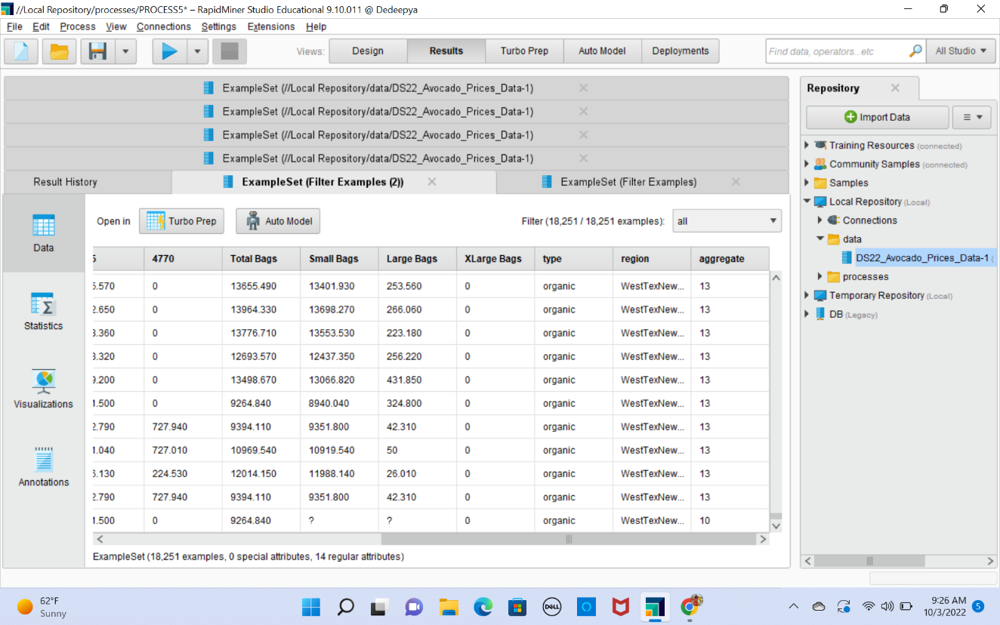 //Local Repository/processes/PROCESS5* – RapidMiner Studio Educational 9.10.011 @ Dedeepya
File Edit Process View Connections Settings Extensions Help
Views: Design Results Turbo Prep Auto Model Deployments Find data, operators...etc All Studio
ExampleSet (//Local Repository/data/DS22_Avocado_Prices_Data-1)
ExampleSet (//Local Repository/data/DS22_Avocado_Prices_Data-1)
ExampleSet (//Local Repository/data/DS22_Avocado_Prices_Data-1)
ExampleSet (//Local Repository/data/DS22_Avocado_Prices_Data-1)
Result History ExampleSet (Filter Examples (2)) ExampleSet (Filter Examples)
Data
Statistics
Visualizations
Annotations
Open in Turbo Prep Auto Model Filter (18,251 / 18,251 examples): all
5 4770 Total Bags Small Bags Large Bags XLarge Bags type region aggregate
5.570 0 13655.490 13401.930 253.560 0 organic WestTexNew... 13
2.650 0 13964.330 13698.270 266.060 0 organic WestTexNew... 13
3.360 0 13776.710 13553.530 223.180 0 organic WestTexNew... 13
3.320 0 12693.570 12437.350 256.220 0 organic WestTexNew... 13
9.200 0 13498.670 13066.820 431.850 0 organic WestTexNew... 13
1.500 0 9264.840 8940.040 324.800 0 organic WestTexNew... 13
2.790 727.940 9394.110 9351.800 42.310 0 organic WestTexNew... 13
1.040 727.010 10969.540 10919.540 50 0 organic WestTexNew... 13
6.130 224.530 12014.150 11988.140 26.010 0 organic WestTexNew... 13
2.790 727.940 9394.110 9351.800 42.310 0 organic WestTexNew... 13
1.500 0 9264.840 ? ? 0 organic WestTexNew... 10
ExampleSet (18,251 examples, 0 special attributes, 14 regular attributes)
Repository
Import Data
Training Resources (connected)
Community Samples (connected)
Samples
Local Repository (Local)
Connections
data
DS22_Avocado_Prices_Data-1 (
processes
Temporary Repository (Local)
DB (Legacy)
62°F
Sunny
DELL
9:26 AM
10/3/2022
5